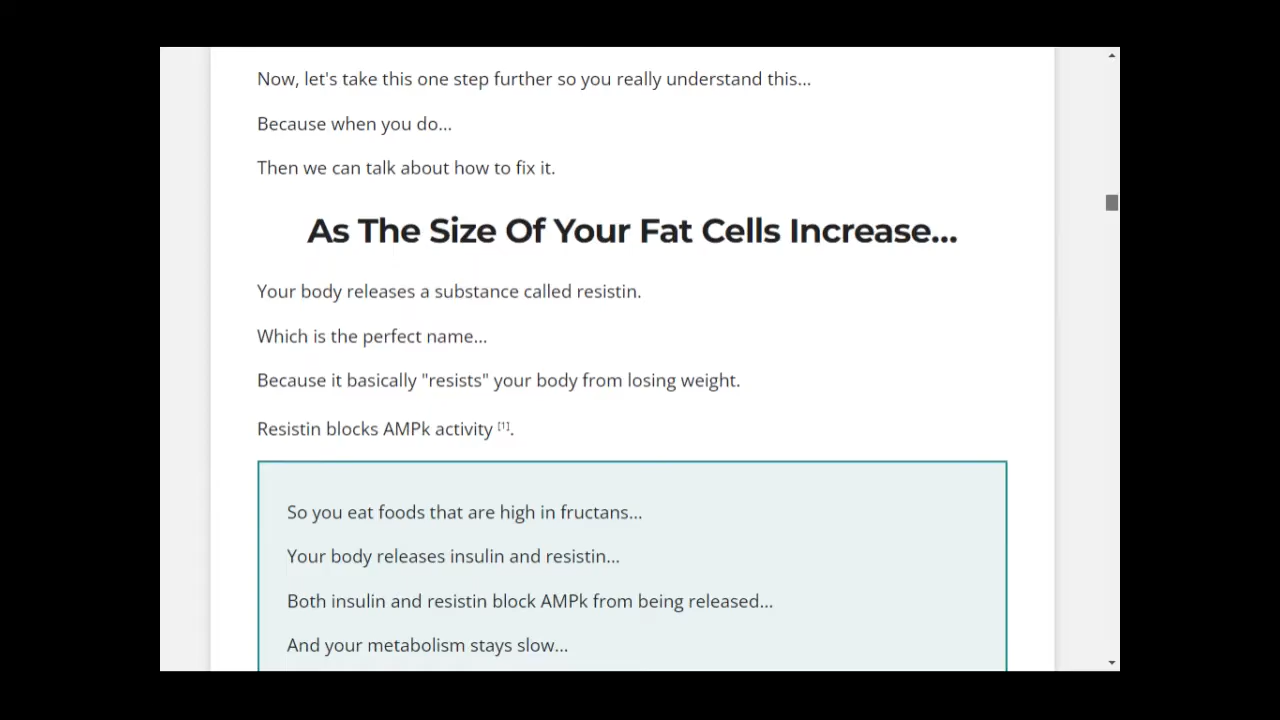 Now, let's take this one step further so you really understand this...
Because when you do...
Then we can talk about how to fix it.
As The Size Of Your Fat Cells Increase...
Your body releases a substance called resistin.
Which is the perfect name...
Because it basically "resists" your body from losing weight.
Resistin blocks AMPk activity [1].
So you eat foods that are high in fructans...
Your body releases insulin and resistin...
Both insulin and resistin block AMPk from being released...
And your metabolism stays slow...